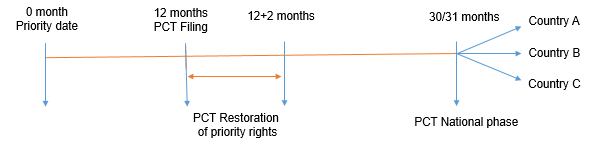 0 month
Priority date
12 months
PCT Filing
12+2 months
30/31 months
Country A
Country B
Country C
PCT Restoration
of priority rights
PCT National phase